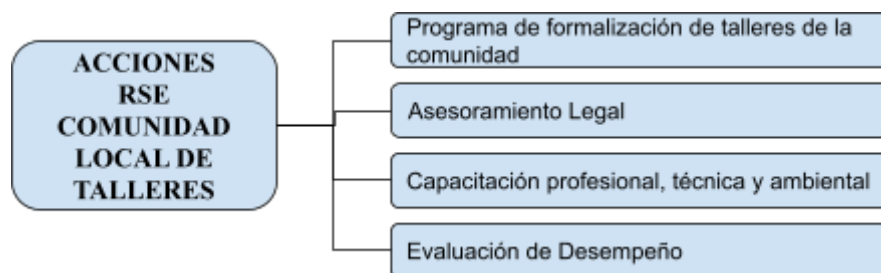 ACCIONES
RSE
COMUNIDAD
LOCAL DE
TALLERES
Programa de formalización de talleres de la
comunidad
Asesoramiento Legal
Capacitación profesional, técnica y ambiental
Evaluación de Desempeño